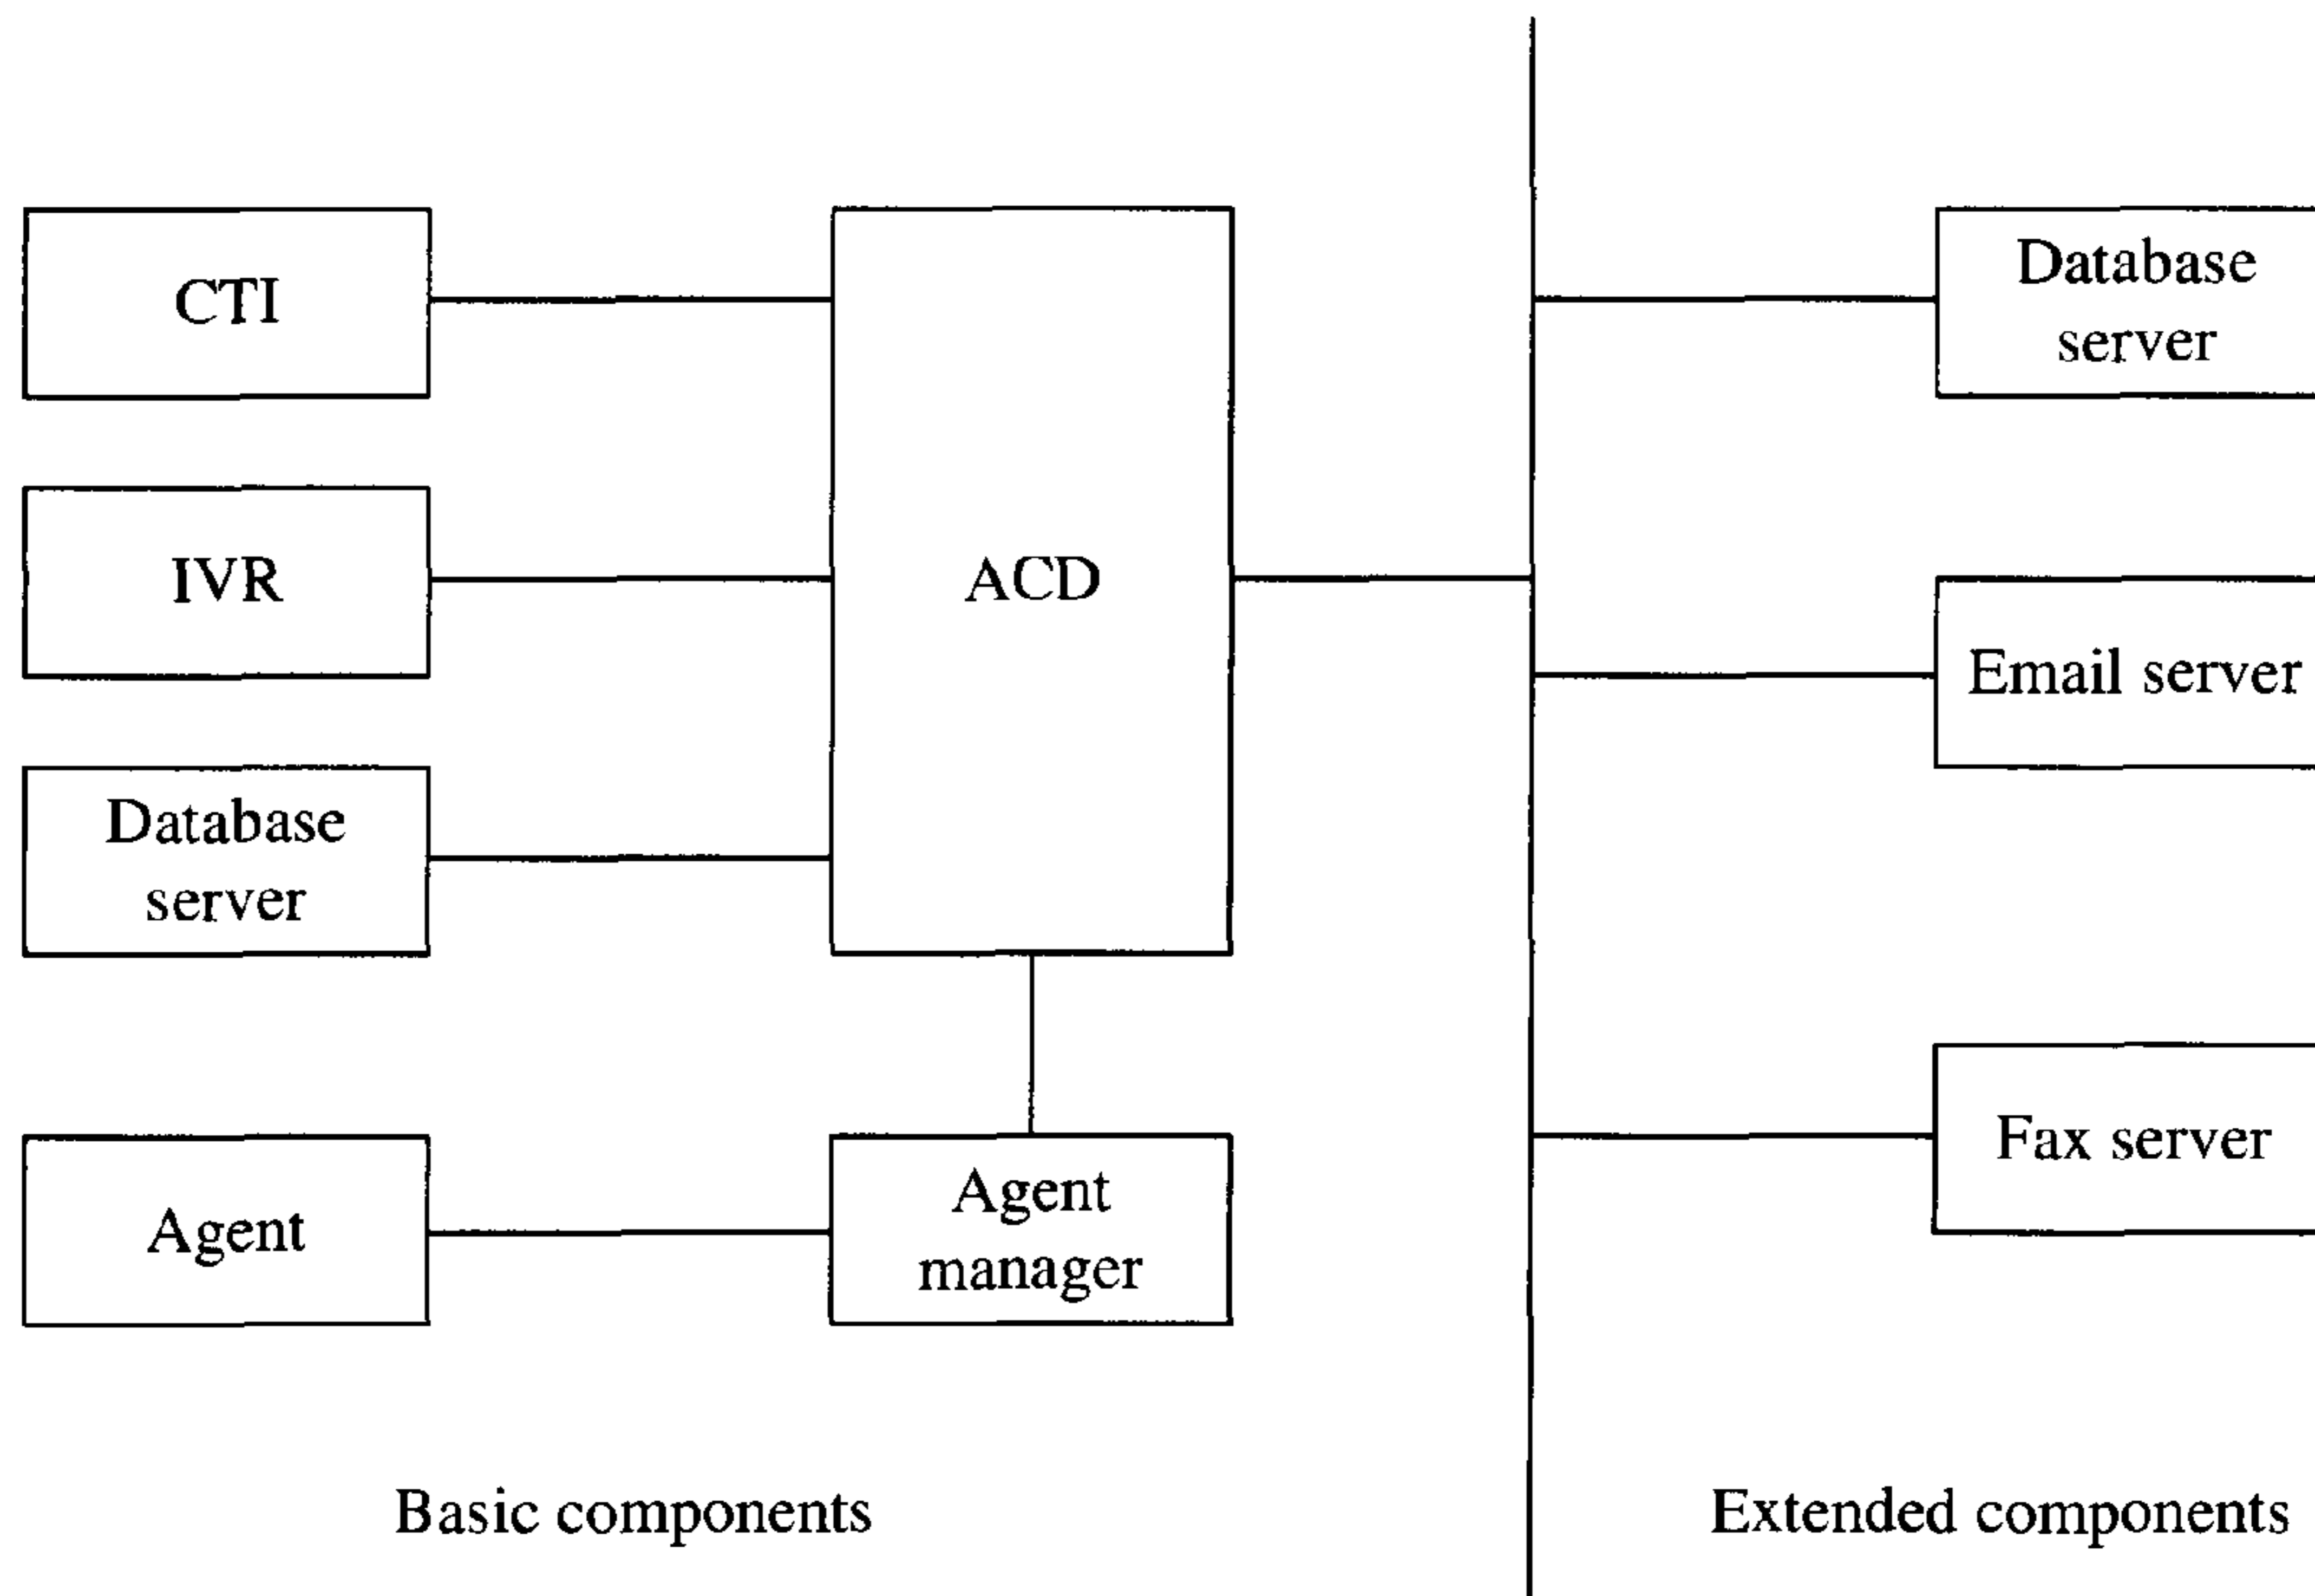 CTI
IVR
Database
server
Agent
ACD
Agent
manager
Basic components
Database
server
Email server
Fax server
Extended components